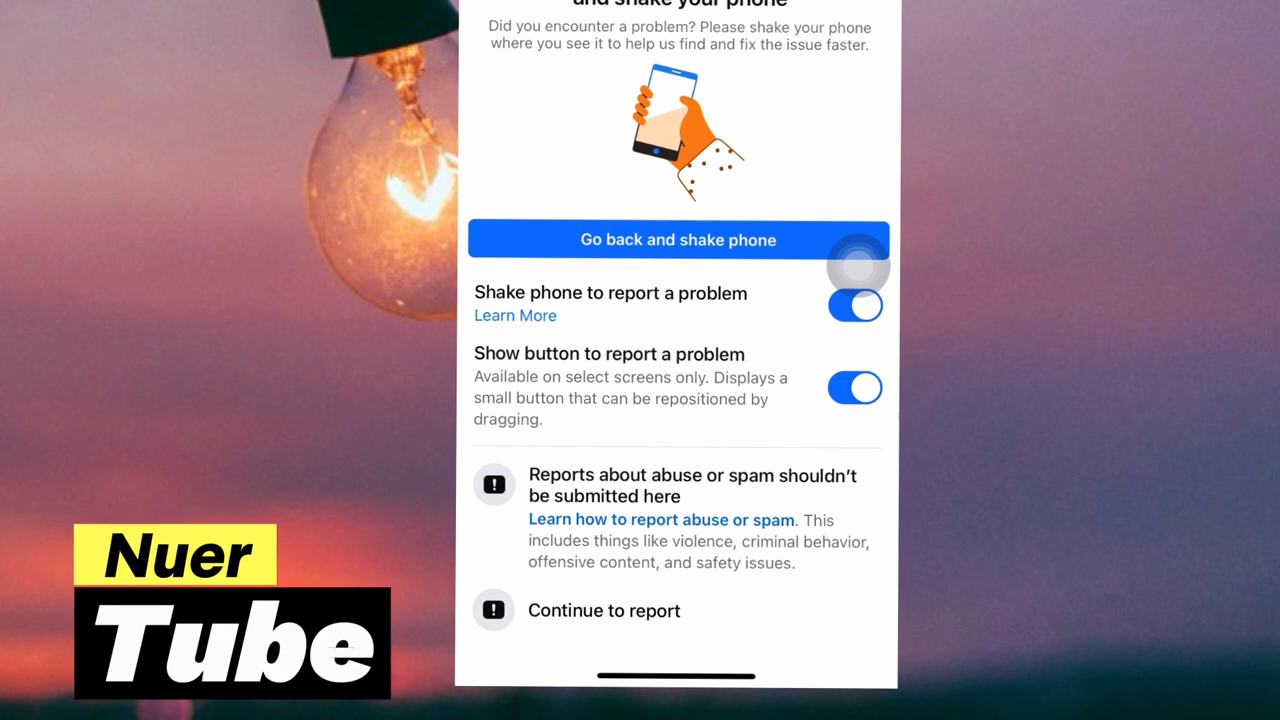 and shake your phone
Did you encounter a problem? Please shake your phone
where you see it to help us find and fix the issue faster.
Go back and shake phone
Shake phone to report a problem
Learn More
Show button to report a problem
Available on select screens only. Displays a
small button that can be repositioned by
dragging.
Reports about abuse or spam shouldn't
be submitted here
Learn how to report abuse or spam. This
includes things like violence, criminal behavior,
offensive content, and safety issues.
Continue to report
Nuer
Tube